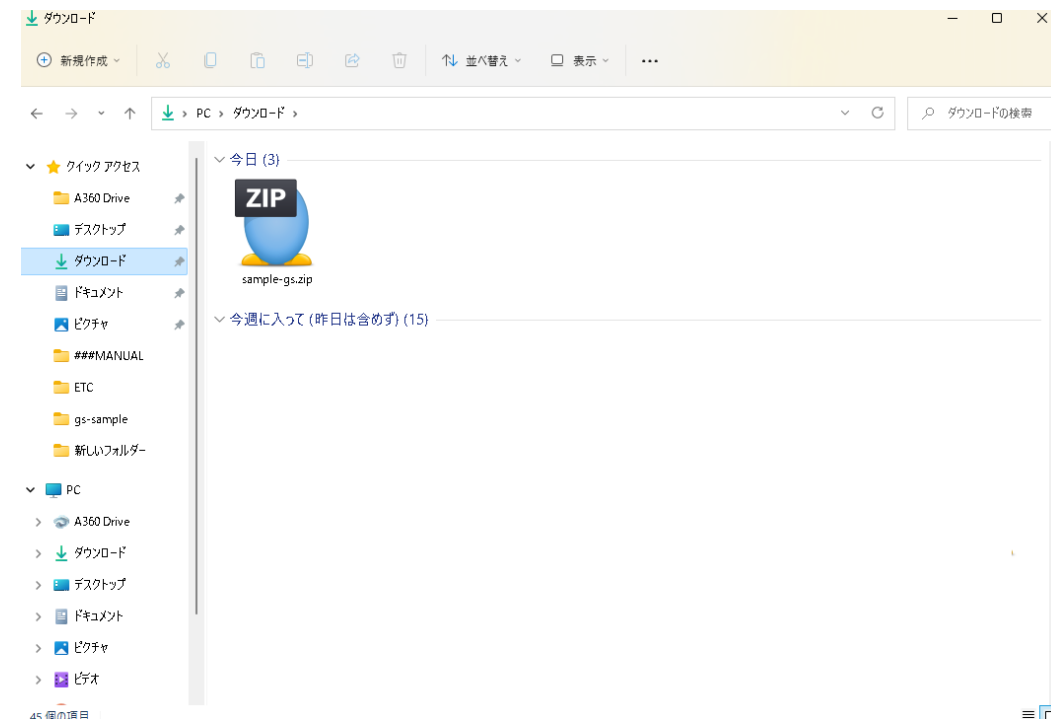 ダウンロード
新規作成
並べ替え
表示
PC › ダウンロード ›
ダウンロードの検索
クイック アクセス
A360 Drive
デスクトップ
ダウンロード
ドキュメント
ピクチャ
###MANUAL
ETC
gs-sample
新しいフォルダー
PC
A360 Drive
ダウンロード
デスクトップ
ドキュメント
ピクチャ
ビデオ
今日 (3)
ZIP
sample-gs.zip
今週に入って (昨日は含めず) (15)
45 個の項目